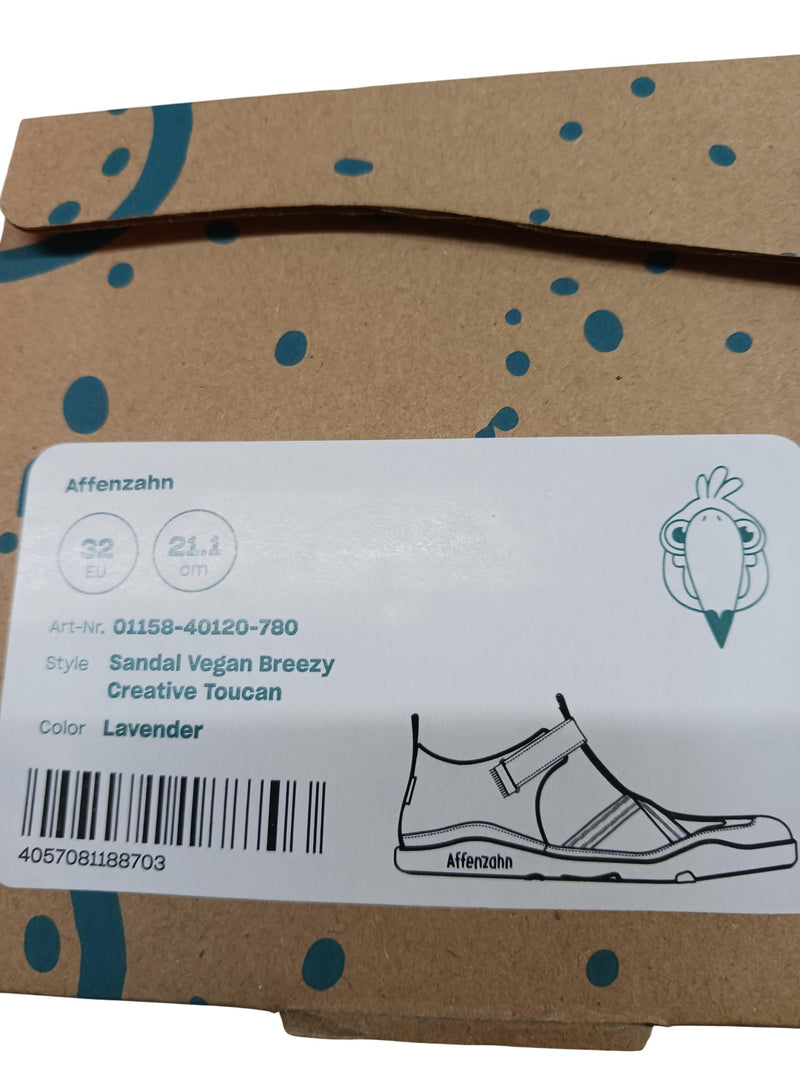 Affenzahn
32
EU
21.1
cm
Art-Nr. 01158-40120-780
Style Sandal Vegan Breezy
Creative Toucan
Color Lavender
4057081188703
Affenzahn